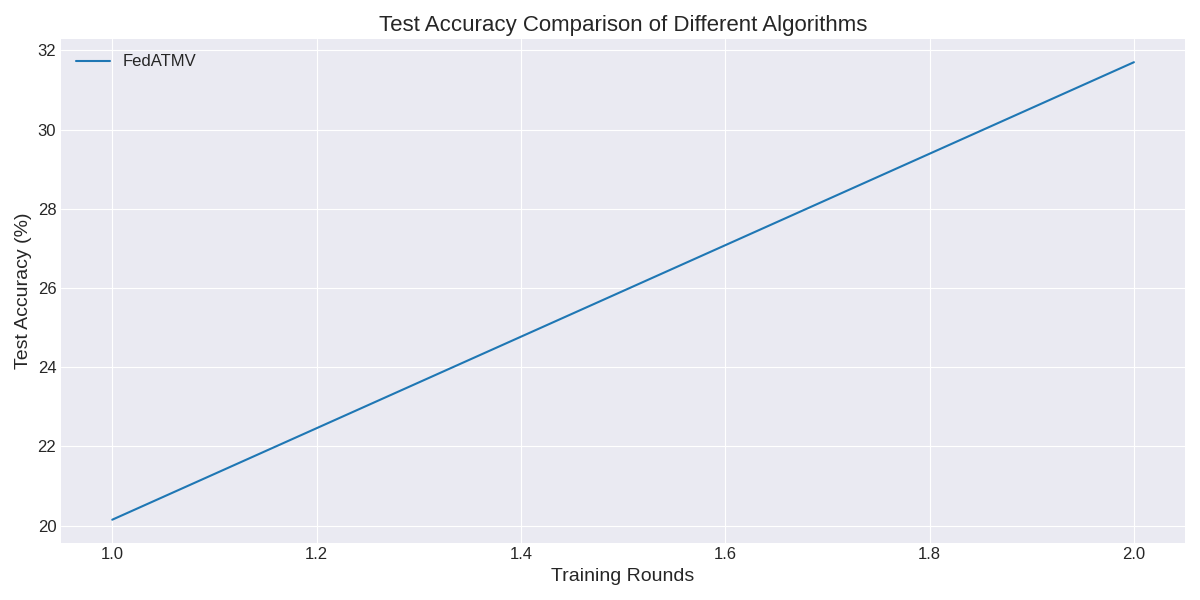 Test Accuracy Comparison of Different Algorithms
FedATMV
Test Accuracy (%)
32
30
28
26
24
22
20
1.0 1.2 1.4 1.6 1.8 2.0
Training Rounds